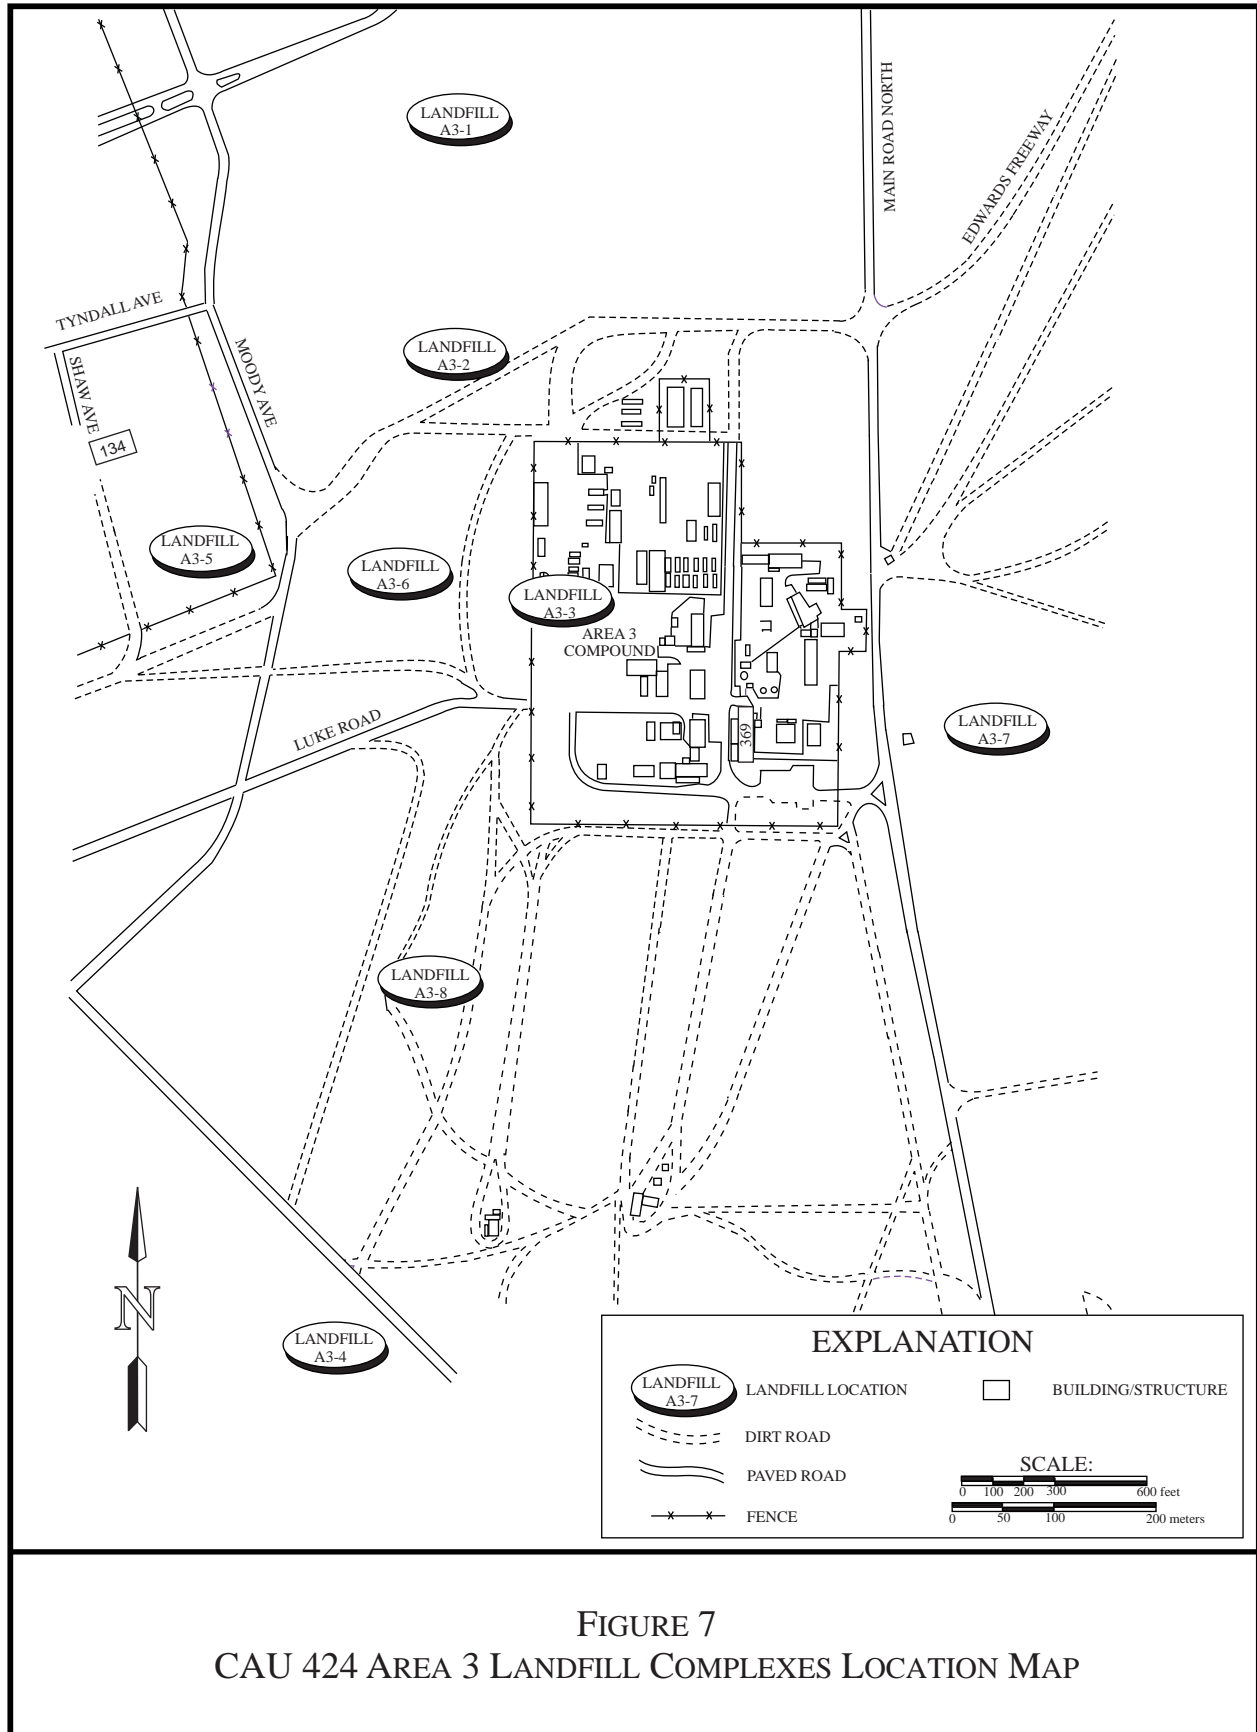 LANDFILL
A3-1
MAIN ROAD NORTH
EDWARDS FREEWAY
TYNDALL AVE
SHAW AVE
MOODY AVE
134
LANDFILL
A3-2
LANDFILL
A3-5
LANDFILL
A3-6
LANDFILL
A3-3
AREA 3
COMPOUND
LUKE ROAD
369
LANDFILL
A3-7
LANDFILL
A3-8
N
LANDFILL
A3-4
EXPLANATION
LANDFILL
A3-7
LANDFILL LOCATION
BUILDING/STRUCTURE
DIRT ROAD
PAVED ROAD
FENCE
SCALE:
0 100 200 300 600 feet
0 50 100 200 meters
FIGURE 7
CAU 424 AREA 3 LANDFILL COMPLEXES LOCATION MAP